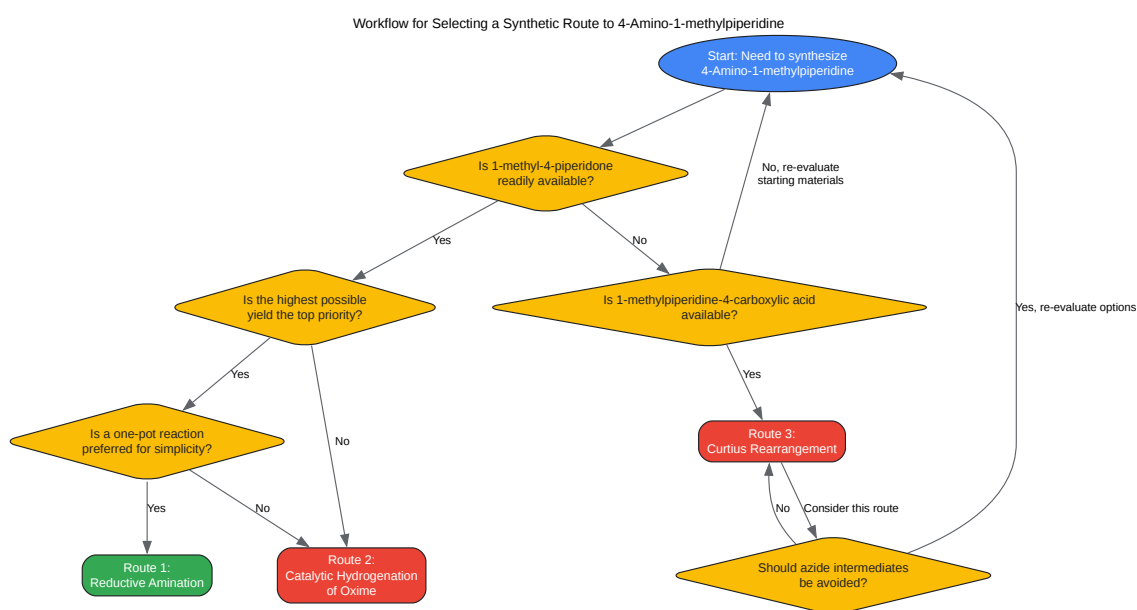 Workflow for Selecting a Synthetic Route to 4-Amino-1-methylpiperidine
Start: Need to synthesize
4-Amino-1-methylpiperidine
Is 1-methyl-4-piperidone
readily available?
No, re-evaluate
starting materials
Yes
No
Is the highest possible
yield the top priority?
Is 1-methylpiperidine-4-carboxylic acid
available?
Yes, re-evaluate options
Yes
Yes
Is a one-pot reaction
preferred for simplicity?
No
Route 3:
Curtius Rearrangement
Yes
No
No
Consider this route
Route 1:
Reductive Amination
Route 2:
Catalytic Hydrogenation
of Oxime
Should azide intermediates
be avoided?